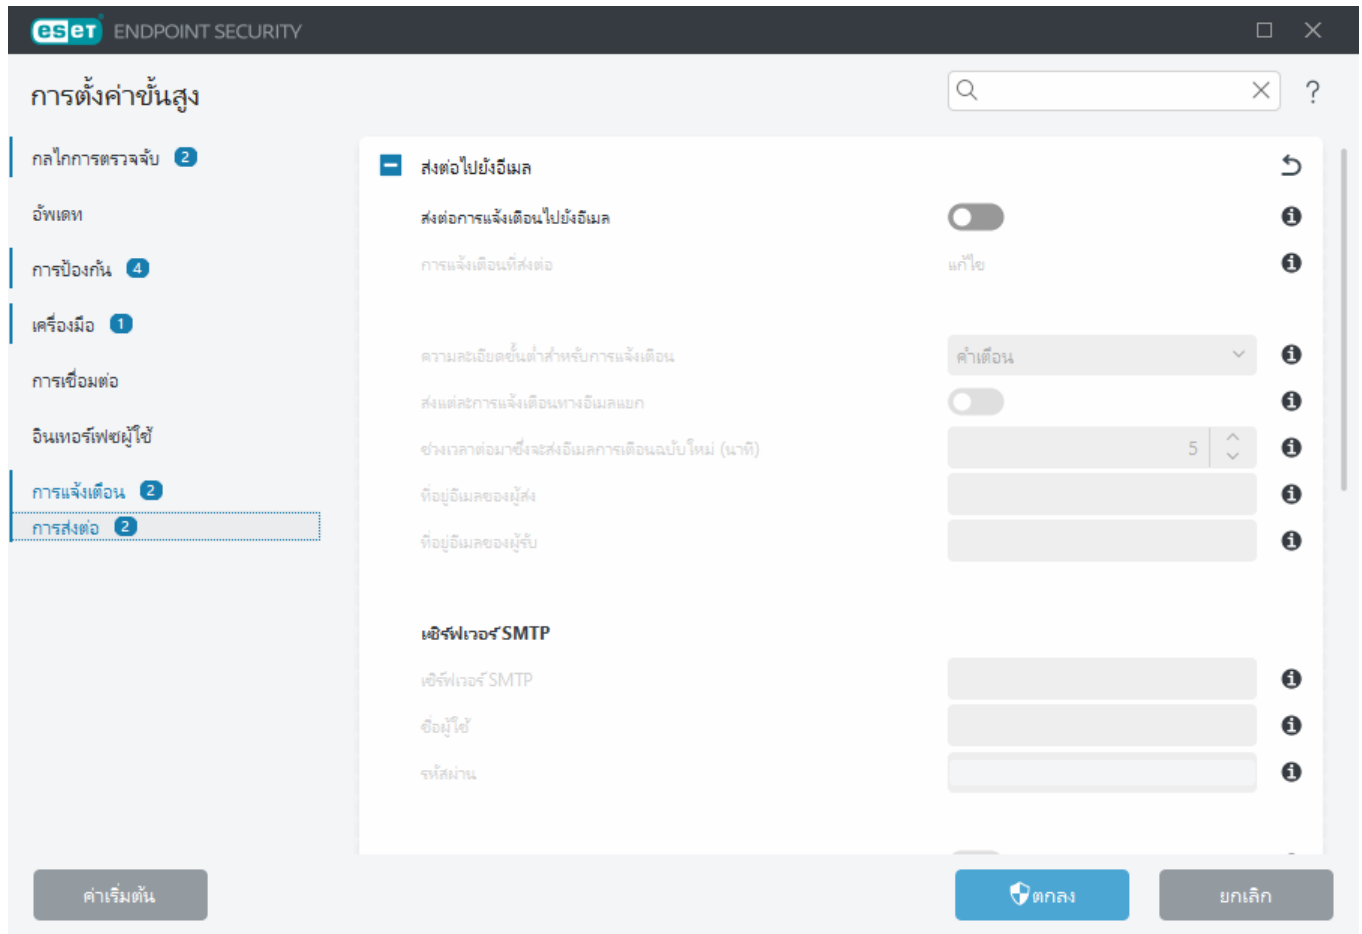 eset ENDPOINT SECURITY
การตั้งค่าขั้นสูง
?
กลไกการตรวจจับ 2
อัพเดท
การป้องกัน 4
เครื่องมือ 1
การเชื่อมต่อ
อินเทอร์เฟซผู้ใช้
การแจ้งเตือน 2
การส่งต่อ 2
ส่งต่อไปยังอีเมล
ส่งต่อการแจ้งเตือนไปยังอีเมล
การแจ้งเตือนที่ส่งต่อ แก้ไข
ความละเอียดขั้นต่ำสำหรับการแจ้งเตือน คำเตือน
ส่งแต่ละการแจ้งเตือนทางอีเมลแยก
ช่วงเวลาต่อมาซึ่งจะส่งอีเมลการเตือนฉบับใหม่ (นาที) 5
ที่อยู่อีเมลของผู้ส่ง
ที่อยู่อีเมลของผู้รับ
เซิร์ฟเวอร์ SMTP
เซิร์ฟเวอร์ SMTP
ชื่อผู้ใช้
รหัสผ่าน
ค่าเริ่มต้น
ตกลง
ยกเลิก